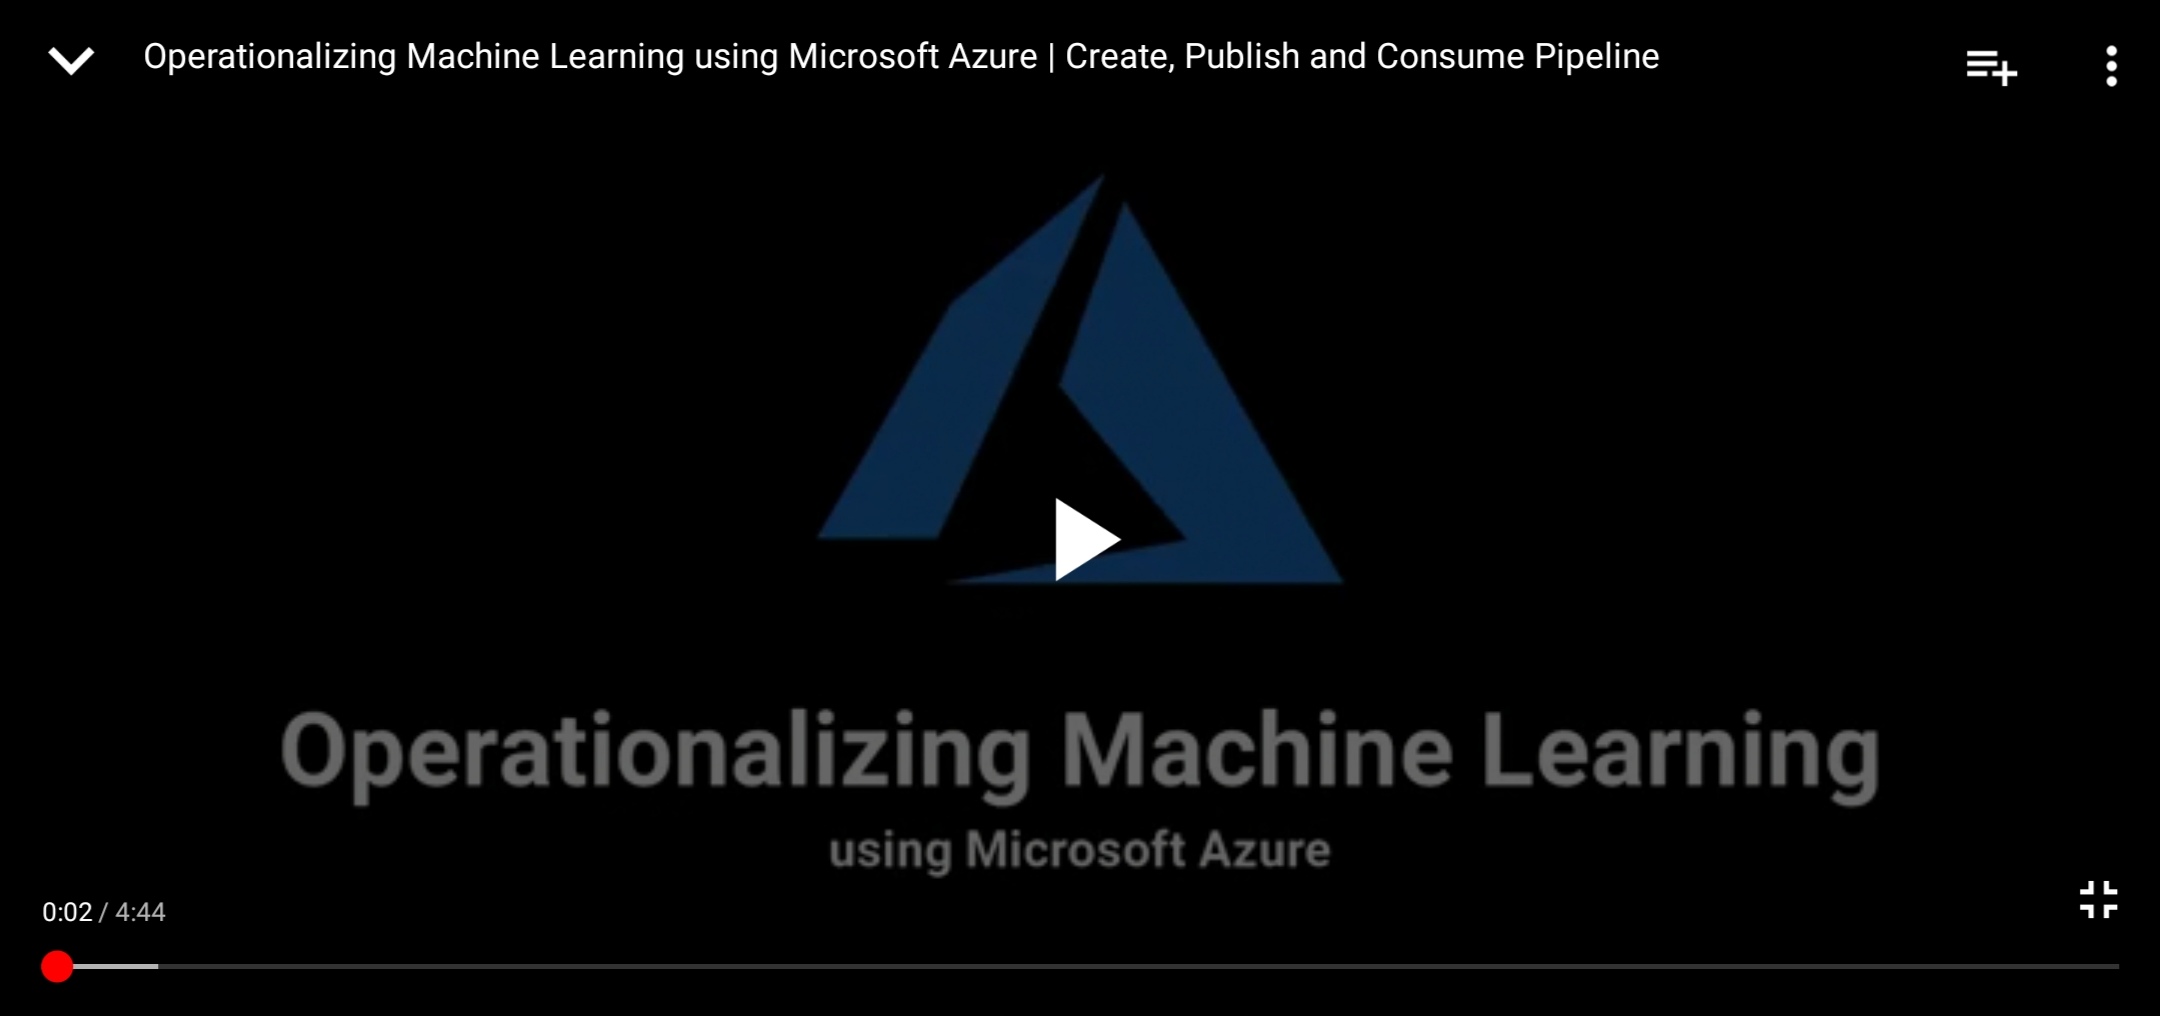 Operationalizing Machine Learning using Microsoft Azure | Create, Publish and Consume Pipeline
Operationalizing Machine Learning
using Microsoft Azure
0:02 / 4:44